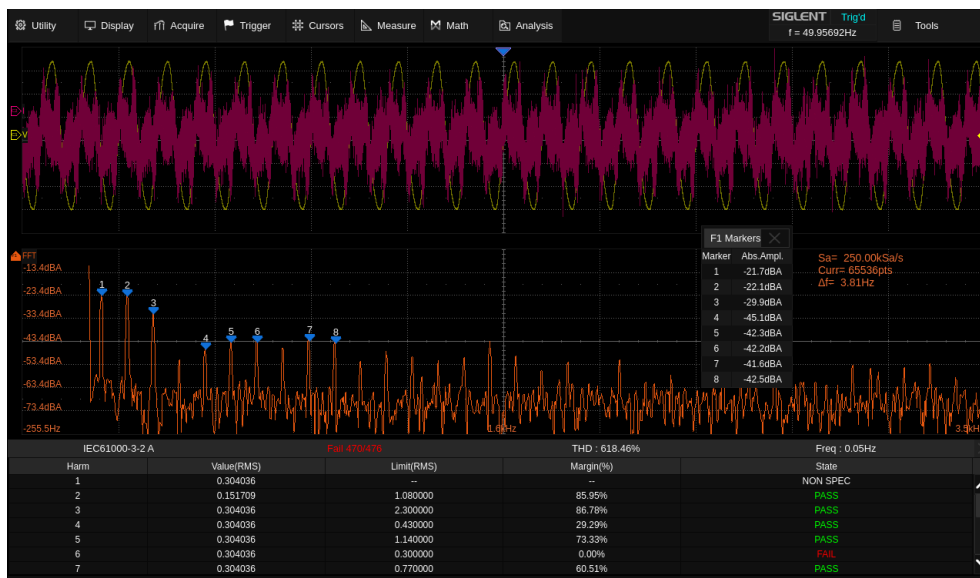 Utility Display Acquire Trigger Cursors Measure Math Analysis SIGLENT Trig'd Tools
f = 49.95692Hz
I
V
F1 Markers
FFT
Marker Abs.Ampl.
Sa= 250.00kSa/s
-13.4dBA
1 -21.7dBA
Curr= 65536pts
2 -22.1dBA
Δf= 3.81Hz
1 2
-23.4dBA
3 -29.9dBA
3
-33.4dBA
4 -45.1dBA
4 5 6 7 8
-43.4dBA
5 -42.3dBA
6 -42.2dBA
-53.4dBA
7 -41.6dBA
-63.4dBA
8 -42.5dBA
-73.4dBA
-255.5Hz 1.6kHz 3.5kHz
IEC61000-3-2 A Fail 470/476 THD : 618.46% Freq : 0.05Hz
Harm Value(RMS) Limit(RMS) Margin(%) State
1 0.304036 -- -- NON SPEC
2 0.151709 1.080000 85.95% PASS
3 0.304036 2.300000 86.78% PASS
4 0.304036 0.430000 29.29% PASS
5 0.304036 1.140000 73.33% PASS
6 0.304036 0.300000 0.00% FAIL
7 0.304036 0.770000 60.51% PASS